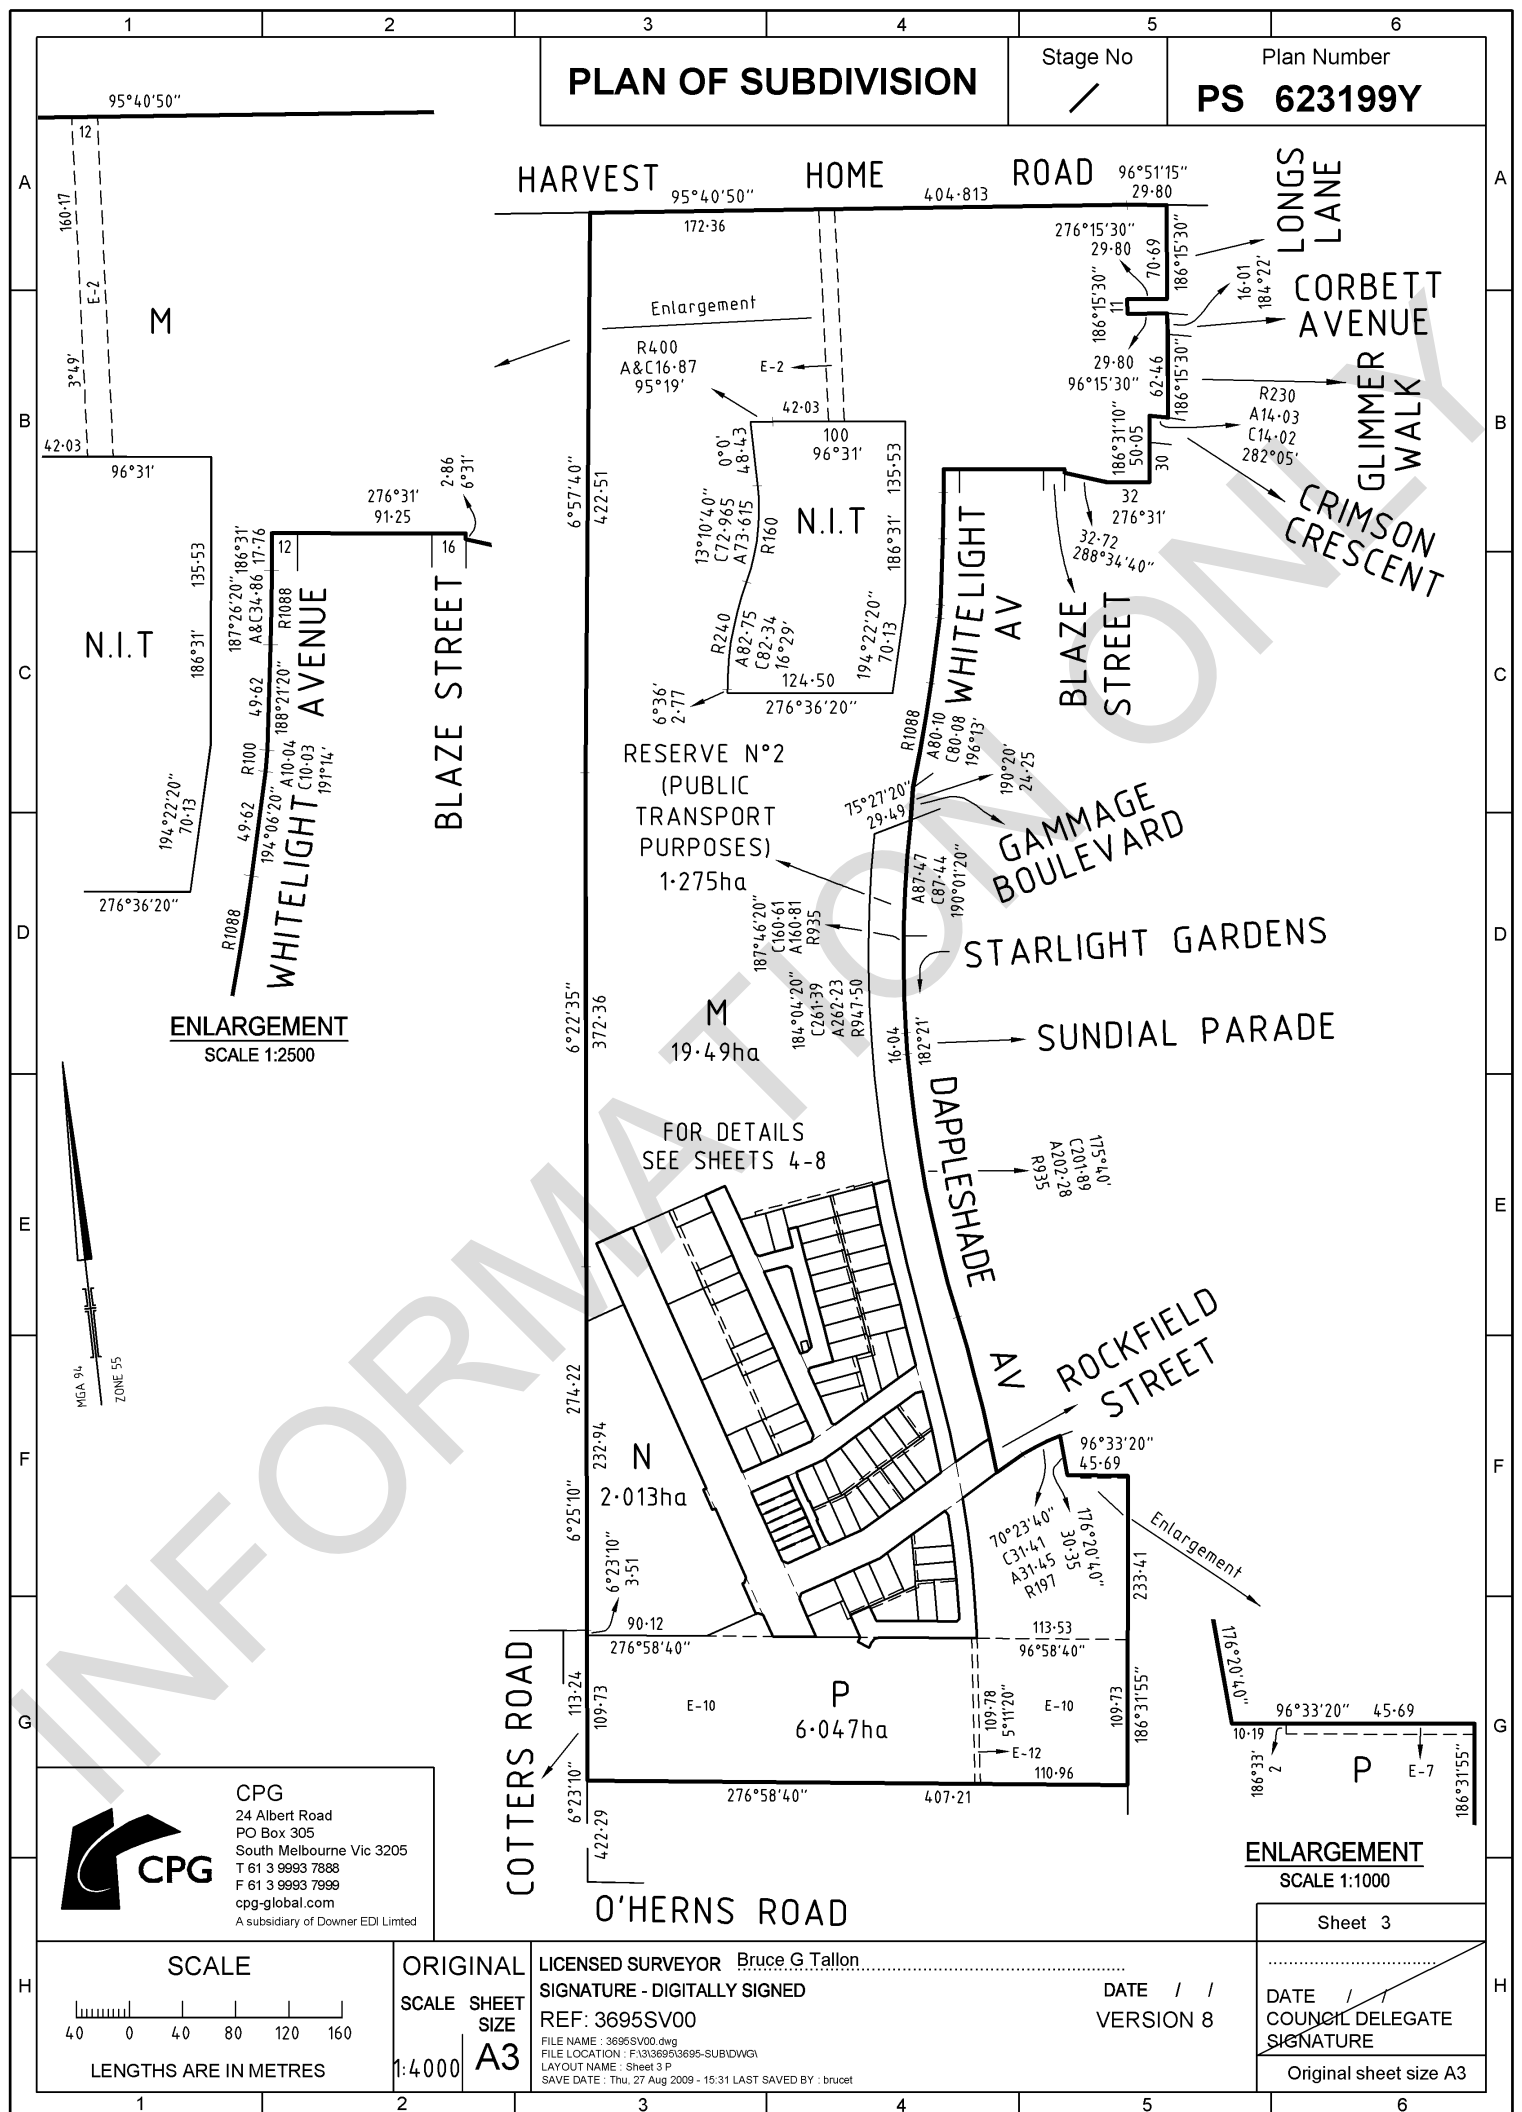 1 2 3 4 5 6
PLAN OF SUBDIVISION
Stage No
/
Plan Number
PS 623199Y
A
B
C
D
E
F
G
H
A
B
C
D
E
F
G
H
INFORMATION ONLY
95°40'50"
12
160·17
E-2
3°49'
M
42·03
96°31'
N.I.T
135·53
186°31'
194°22'20"
70·13
276°36'20"
276°31'
91·25
2·86
6°31'
12
16
186°31'
17·76
187°26'20"
A&C34·86
R1088
49·62
188°21'20"
R100
A10·04
C10·03
191°14'
49·62
194°06'20"
R1088
WHITELIGHT AVENUE
BLAZE STREET
ENLARGEMENT
SCALE 1:2500
MGA 94
ZONE 55
HARVEST HOME ROAD
95°40'50"
404·813
96°51'15"
29·80
172·36
276°15'30"
29·80
70·69
186°15'30"
186°15'30"
11
16·01
184°22'
29·80
96°15'30"
62·46
186°15'30"
LONGS
LANE
CORBETT
AVENUE
GLIMMER
WALK
R230
A14·03
C14·02
282°05'
186°31'10"
50·05
30
CRIMSON
CRESCENT
32
276°31'
32·72
288°34'40"
Enlargement
R400
A&C16·87
95°19'
E-2
42·03
100
96°31'
0°0'
48·43
135·53
N.I.T
13°10'40"
C72·965
A73·615
R160
186°31'
R240
A82·75
C82·34
16°29'
194°22'20"
70·13
124·50
276°36'20"
6°36'
2·77
6°57'40"
422·51
WHITELIGHT
AV
BLAZE
STREET
R1088
A80·10
C80·08
196°13'
190°20'
24·25
75°27'20"
29·49
GAMMAGE
BOULEVARD
RESERVE N°2
(PUBLIC
TRANSPORT
PURPOSES)
1·275ha
A87·47
C87·44
190°01'20"
187°46'20"
C160·61
A160·81
R935
STARLIGHT GARDENS
184°04'20"
C261·39
A262·23
R947·50
6°22'35"
372·36
M
19·49ha
16·04
182°21'
SUNDIAL PARADE
FOR DETAILS
SEE SHEETS 4-8
DAPPLESHADE
AV
175°40'
C201·89
A202·28
R935
ROCKFIELD
STREET
274·22
232·94
6°25'10"
N
2·013ha
96°33'20"
45·69
70°23'40"
C31·41
A31·45
R197
176°20'40"
30·35
Enlargement
233·41
6°23'10"
3·51
90·12
276°58'40"
113·53
96°58'40"
COTTERS ROAD
113·24
109·73
E-10
P
6·047ha
109·78
5°11'20"
E-10
109·73
186°31'55"
E-12
110·96
276°58'40"
407·21
6°23'10"
422·29
O'HERNS ROAD
176°20'40"
96°33'20" 45·69
10·19
186°33'
2
P
E-7
186°31'55"
ENLARGEMENT
SCALE 1:1000
CPG
CPG
24 Albert Road
PO Box 305
South Melbourne Vic 3205
T 61 3 9993 7888
F 61 3 9993 7999
cpg-global.com
A subsidiary of Downer EDI Limted
SCALE
40 0 40 80 120 160
LENGTHS ARE IN METRES
ORIGINAL
SCALE SHEET
SIZE
1:4000 A3
LICENSED SURVEYOR Bruce G Tallon
SIGNATURE - DIGITALLY SIGNED DATE / /
REF: 3695SV00 VERSION 8
FILE NAME : 3695SV00.dwg
FILE LOCATION : F:\3\3695\3695-SUB\DWG\
LAYOUT NAME : Sheet 3 P
SAVE DATE : Thu, 27 Aug 2009 - 15:31 LAST SAVED BY : brucet
Sheet 3
DATE / /
COUNCIL DELEGATE
SIGNATURE
Original sheet size A3
1 2 3 4 5 6